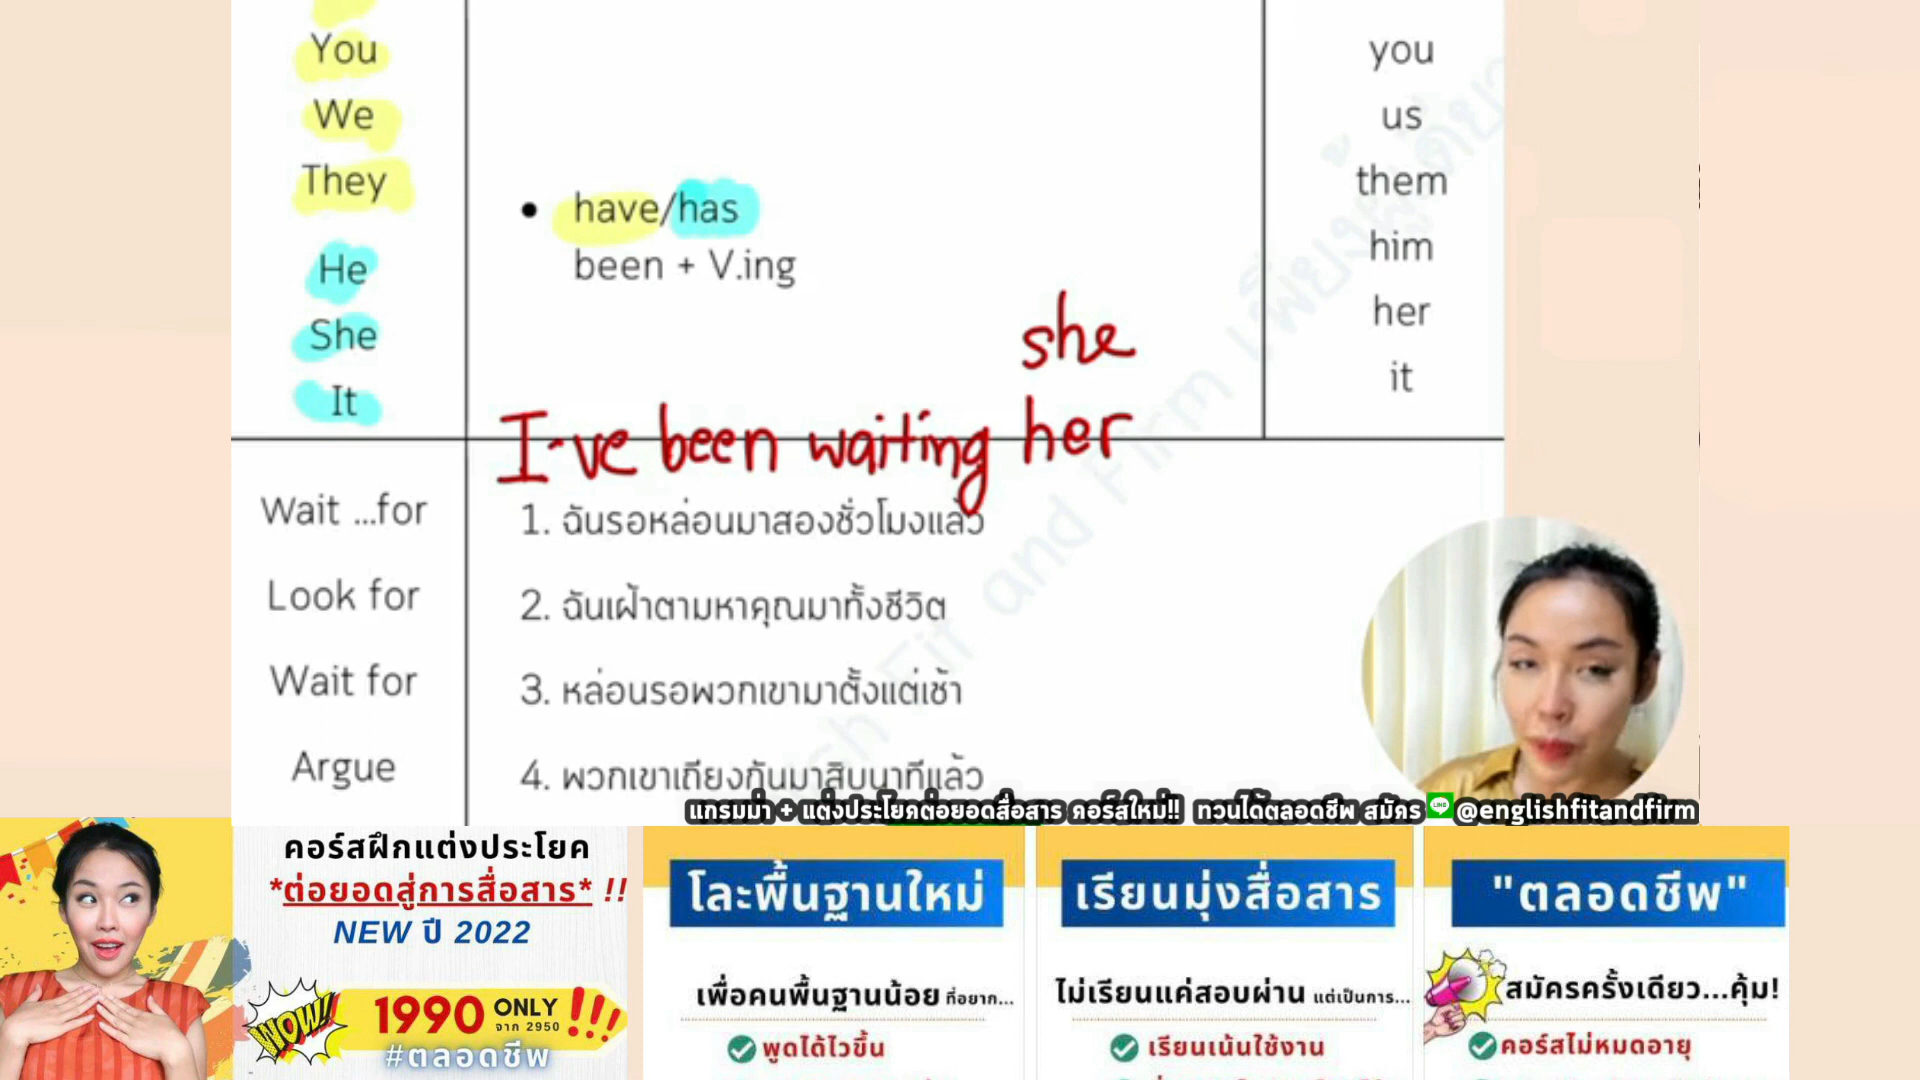 You
We
They
He
She
It
• have/has
been + V.ing
you
us
them
him
her
it
she
I've been waiting her
Wait ...for
1. ฉันรอหล่อนมาสองชั่วโมงแล้ว
Look for
2. ฉันเฝ้าตามหาคุณมาทั้งชีวิต
Wait for
3. หล่อนรอพวกเขามาตั้งแต่เช้า
Argue
4. พวกเขาเถียงกันมาสิบนาทีแล้ว
แกรมม่า + แต่งประโยคต่อยอดสื่อสาร คอร์สใหม่!! ทวนได้ตลอดชีพ สมัคร LINE @englishfitandfirm
คอร์สฝึกแต่งประโยค
*ต่อยอดสู่การสื่อสาร* !!
NEW ปี 2022
WOW!
1990 ONLY !!!
จาก 2950
#ตลอดชีพ
โละพื้นฐานใหม่
เพื่อคนพื้นฐานน้อย ที่อยาก...
พูดได้ไวขึ้น
เรียนมุ่งสื่อสาร
ไม่เรียนแค่สอบผ่าน แต่เป็นการ...
เรียนเน้นใช้งาน
"ตลอดชีพ"
สมัครครั้งเดียว...คุ้ม!
คอร์สไม่หมดอายุ